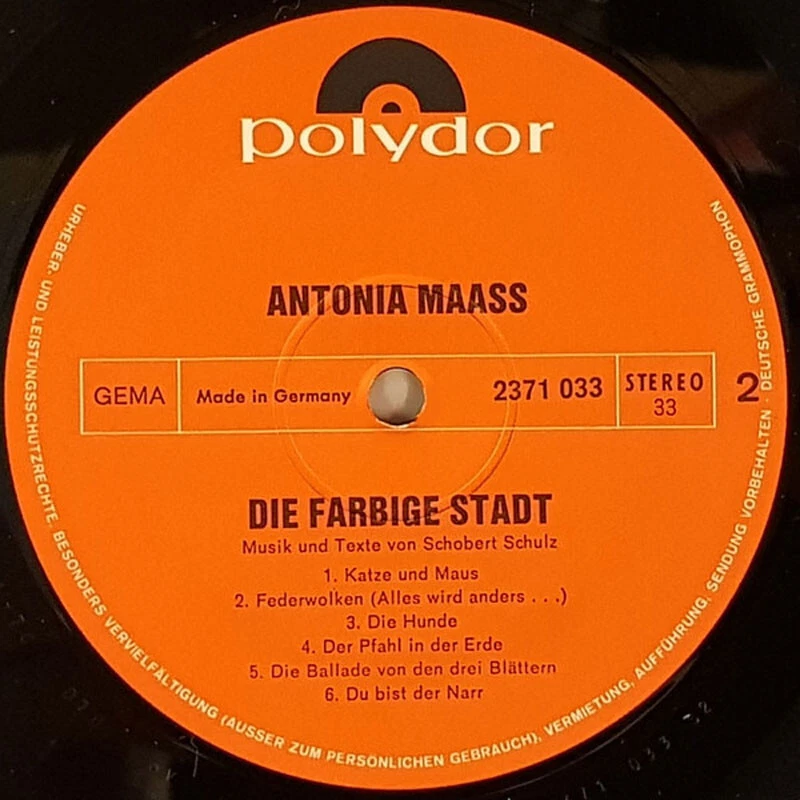 polydor
ANTONIA MAASS
GEMA
Made in Germany
2371 033
STEREO
33
2
DIE FARBIGE STADT
Musik und Texte von Schobert Schulz
1. Katze und Maus
2. Federwolken (Alles wird anders . . .)
3. Die Hunde
4. Der Pfahl in der Erde
5. Die Ballade von den drei Blättern
6. Du bist der Narr
URHEBER- UND LEISTUNGSSCHUTZRECHTE, BESONDERS VERVIELFÄLTIGUNG (AUSSER ZUM PERSÖNLICHEN GEBRAUCH), VERMIETUNG, AUFFÜHRUNG, SENDUNG VORBEHALTEN · DEUTSCHE GRAMMOPHON